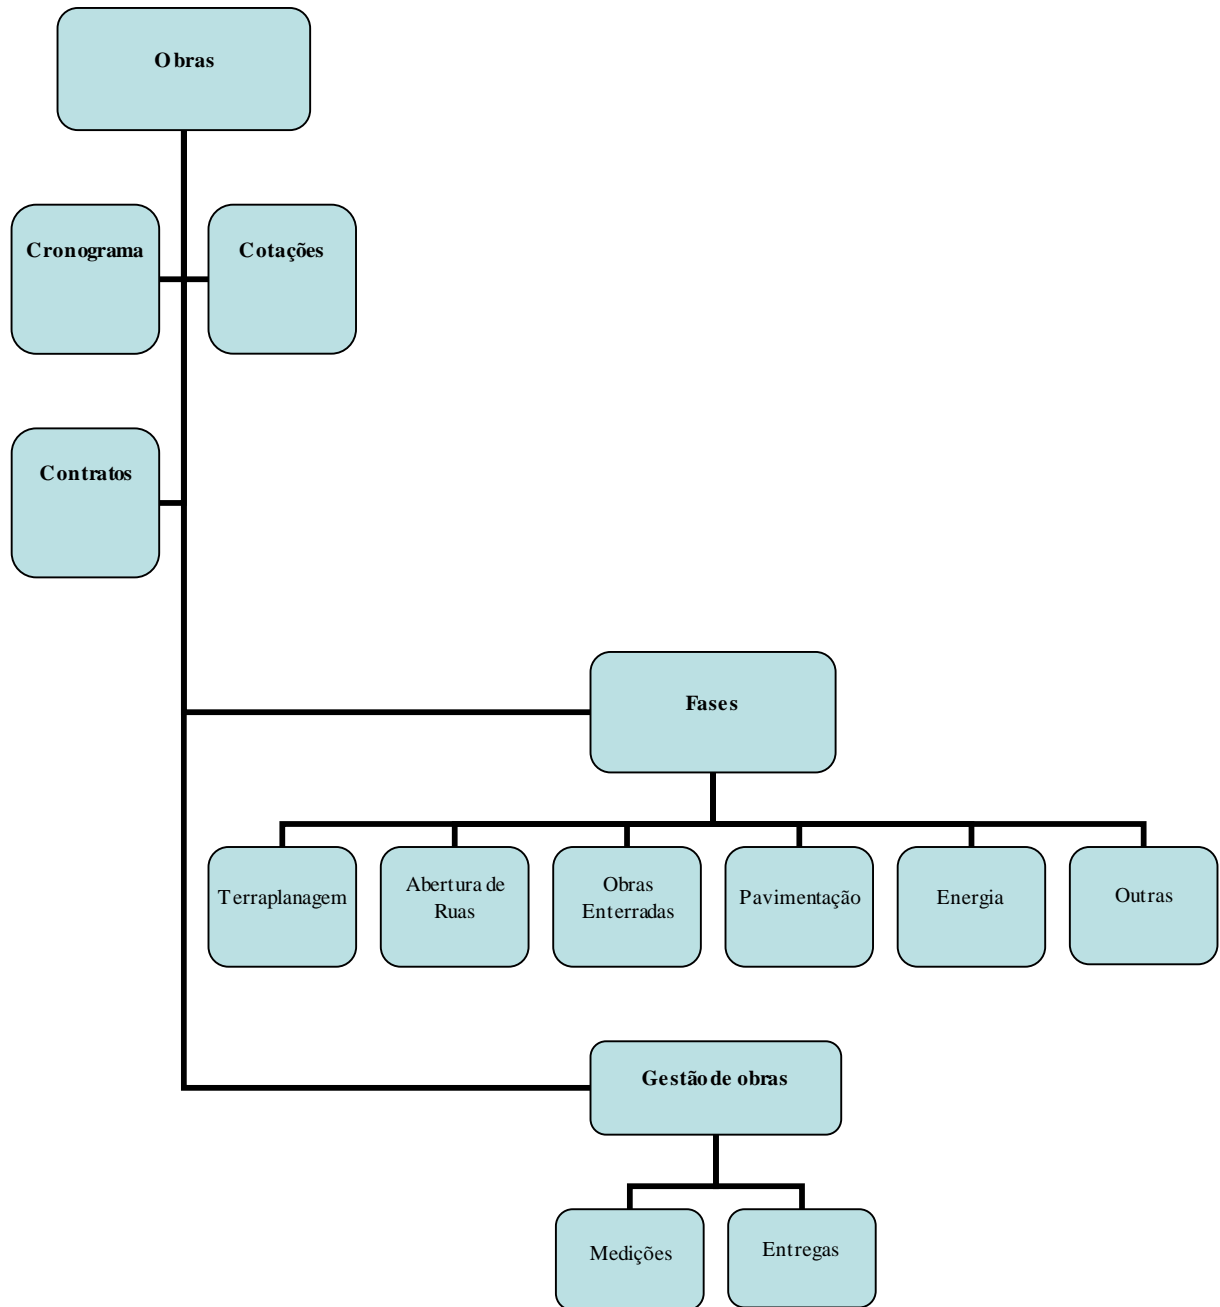 Obras
Cronograma
Cotações
Contratos
Fases
Terraplanagem
Abertura de
Ruas
Obras
Enterradas
Pavimentação
Energia
Outras
Gestão de obras
Medições
Entregas